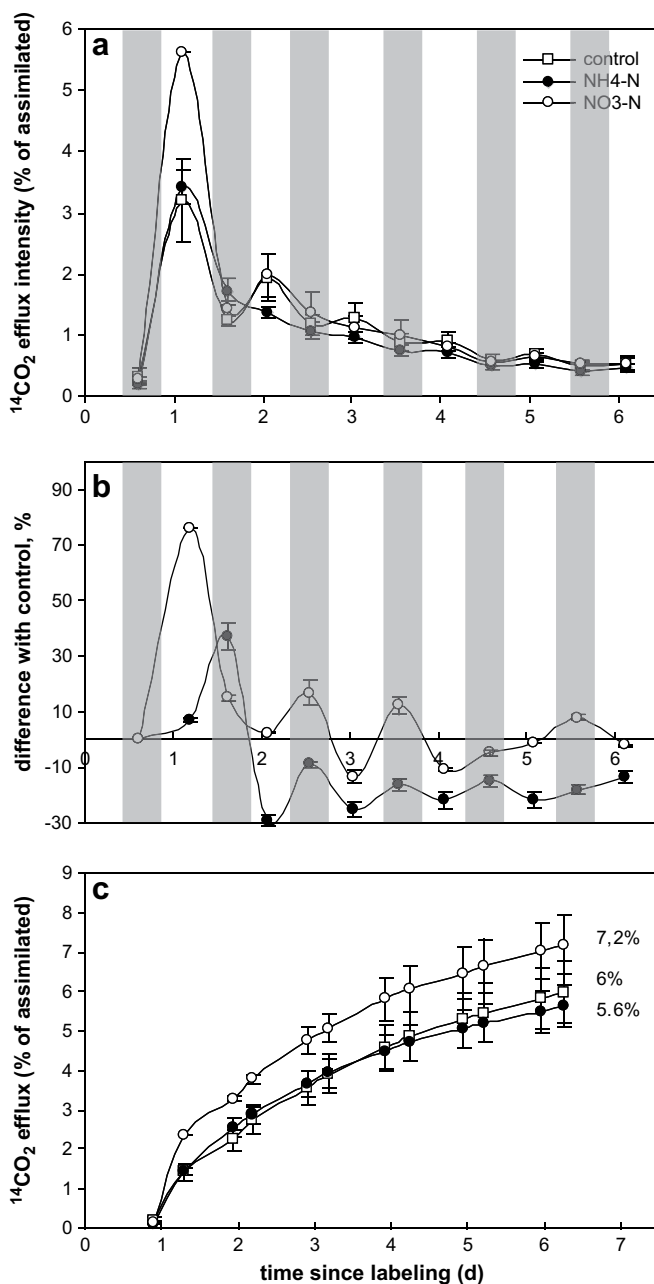 a
6
5
4
3
2
1
0
¹⁴CO₂ efflux intensity (% of assimilated)
control
NH4-N
NO3-N
0 1 2 3 4 5 6
b
90
70
50
30
10
-10
-30
difference with control, %
0 1 2 3 4 5 6
c
9
8
7
6
5
4
3
2
1
0
¹⁴CO₂ efflux (% of assimilated)
7,2%
6%
5.6%
0 1 2 3 4 5 6 7
time since labeling (d)